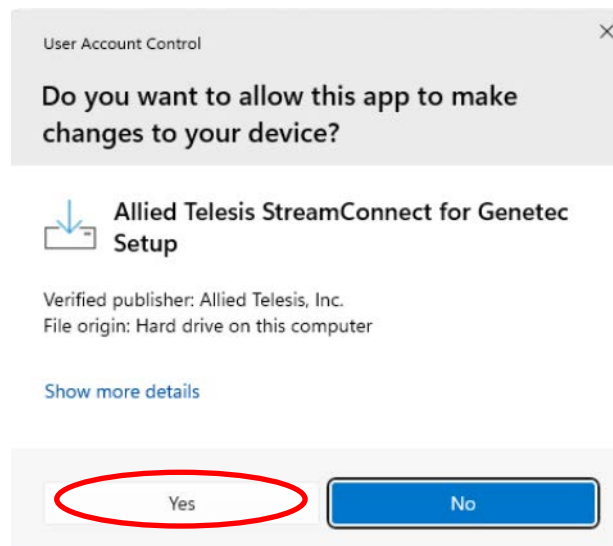 User Account Control
Do you want to allow this app to make
changes to your device?
Allied Telesis StreamConnect for Genetec
Setup
Verified publisher: Allied Telesis, Inc.
File origin: Hard drive on this computer
Show more details
Yes
No